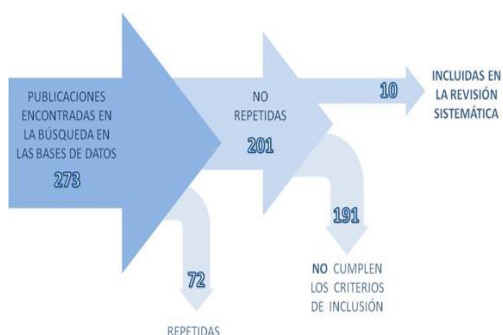 PUBLICACIONES
ENCONTRADAS EN
LA BÚSQUEDA EN
LAS BASES DE DATOS
273
NO
REPETIDAS
201
10
INCLUIDAS EN
LA REVISIÓN
SISTEMÁTICA
191
NO CUMPLEN
LOS CRITERIOS
DE INCLUSIÓN
72
REPETIDAS